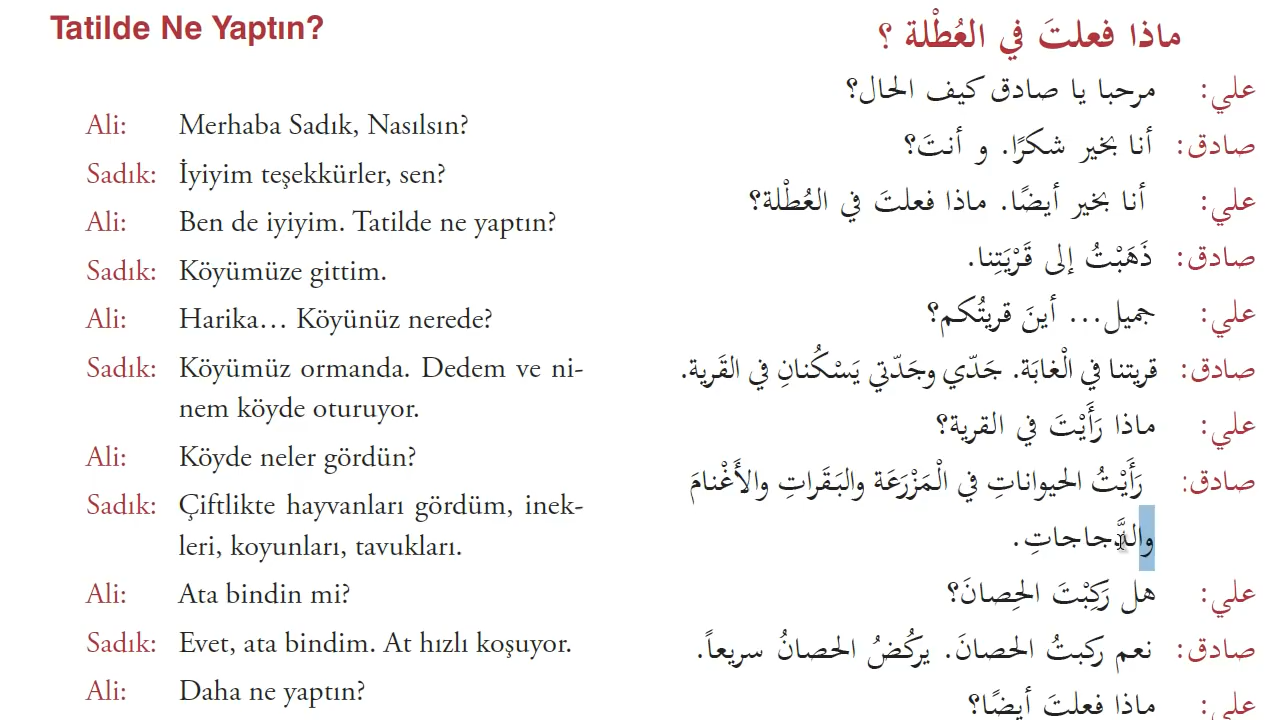 Tatilde Ne Yaptın?
Ali: Merhaba Sadık, Nasılsın?
Sadık: İyiyim teşekkürler, sen?
Ali: Ben de iyiyim. Tatilde ne yaptın?
Sadık: Köyümüze gittim.
Ali: Harika… Köyünüz nerede?
Sadık: Köyümüz ormanda. Dedem ve ni-
nem köyde oturuyor.
Ali: Köyde neler gördün?
Sadık: Çiftlikte hayvanları gördüm, inek-
leri, koyunları, tavukları.
Ali: Ata bindin mi?
Sadık: Evet, ata bindim. At hızlı koşuyor.
Ali: Daha ne yaptın?
ماذا فعلتَ في العُطْلة ؟
علي: مرحبا يا صادق كيف الحال؟
صادق: أنا بخير شكرًا. و أنتَ؟
علي: أنا بخير أيضًا. ماذا فعلتَ في العُطْلة؟
صادق: ذَهَبْتُ إلى قَرْيَتِنا.
علي: جميل… أينَ قريتُكم؟
صادق: قريتنا في الْغابَة. جَدّي وجَدّتي يَسْكُنانِ في القَرية.
علي: ماذا رَأَيْتَ في القرية؟
صادق: رَأَيْتُ الحيواناتِ في الْمَزْرَعَة والبَقَراتِ والأَغْنامَ
والدَّجاجاتِ.
علي: هل رَكِبْتَ الحِصانَ؟
صادق: نعم ركبتُ الحصانَ. يركُضُ الحصانُ سريعاً.
علي: ماذا فعلتَ أيضًا؟